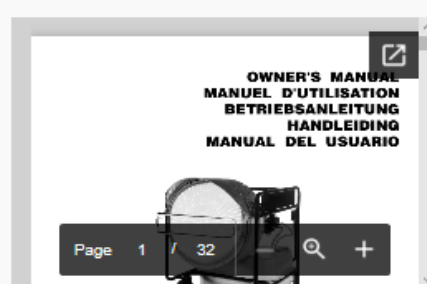 OWNER'S MANUAL
MANUEL D'UTILISATION
BETRIEBSANLEITUNG
HANDLEIDING
MANUAL DEL USUARIO
Page 1 / 32